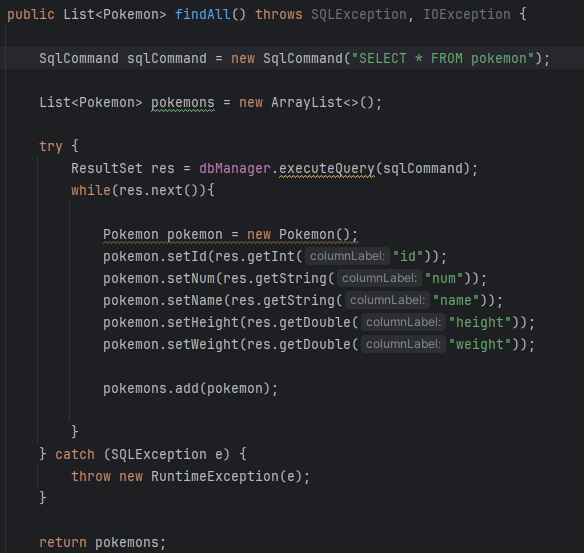 public List<Pokemon> findAll() throws SQLException, IOException {
SqlCommand sqlCommand = new SqlCommand("SELECT * FROM pokemon");
List<Pokemon> pokemons = new ArrayList<>();
try {
ResultSet res = dbManager.executeQuery(sqlCommand);
while(res.next()){
Pokemon pokemon = new Pokemon();
pokemon.setId(res.getInt( columnLabel: "id"));
pokemon.setNum(res.getString( columnLabel: "num"));
pokemon.setName(res.getString( columnLabel: "name"));
pokemon.setHeight(res.getDouble( columnLabel: "height"));
pokemon.setWeight(res.getDouble( columnLabel: "weight"));
pokemons.add(pokemon);
}
} catch (SQLException e) {
throw new RuntimeException(e);
}
return pokemons;